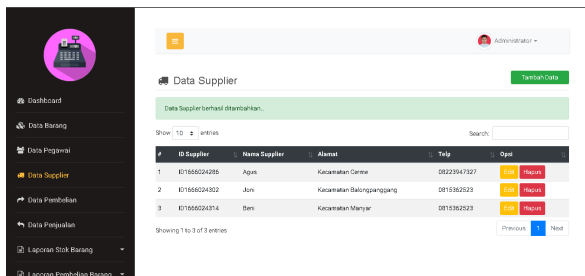 Administrator
Data Supplier
Tambah Data
Dashboard
Data Supplier berhasil ditambahkan..
Data Barang
Show 10 entries
Search:
Data Pegawai
# ID Supplier Nama Supplier Alamat Telp Opsi
Data Supplier
1 ID1666024286 Agus Kecamatan Cerme 08223947327 Edit Hapus
2 ID1666024302 Joni Kecamatan Balongpanggang 0815362523 Edit Hapus
Data Pembelian
3 ID1666024314 Beni Kecamatan Manyar 0815362523 Edit Hapus
Data Penjualan
Showing 1 to 3 of 3 entries
Previous 1 Next
Laporan Stok Barang
Laporan Pembelian Barang